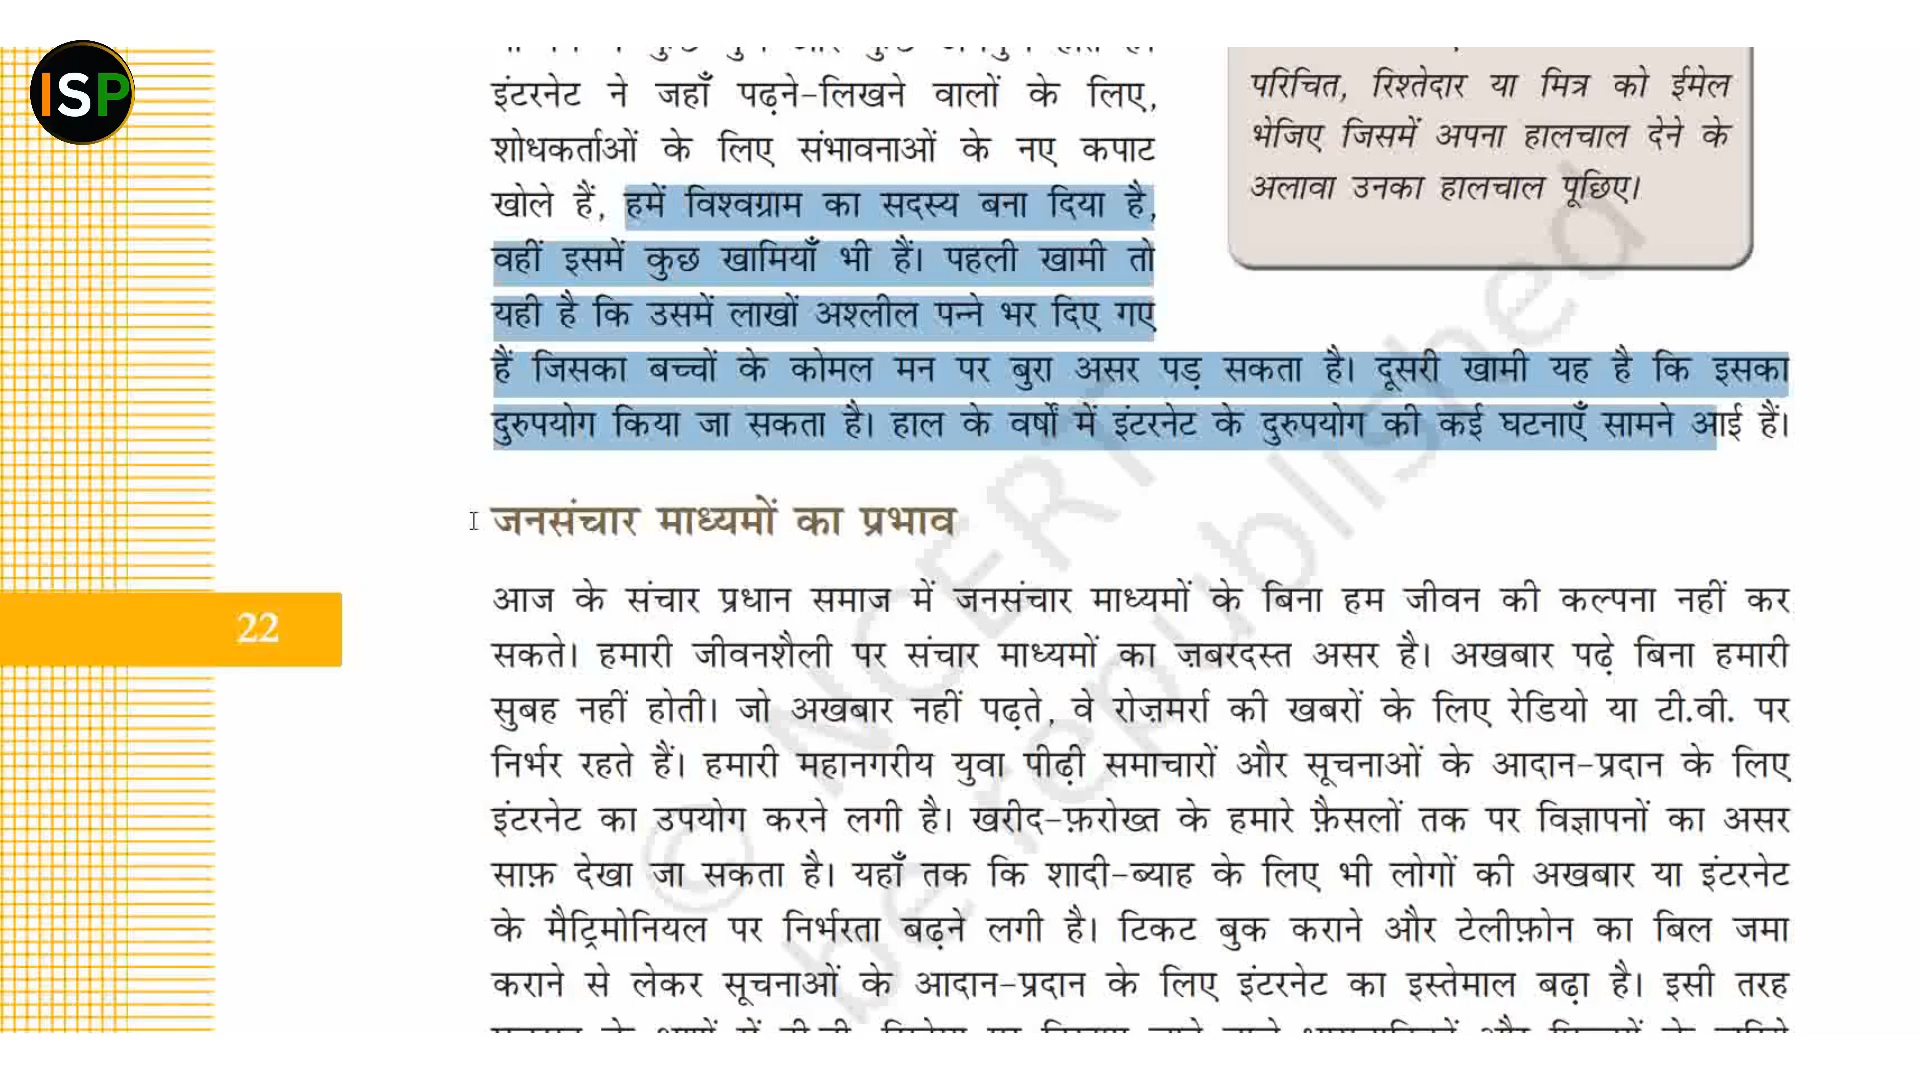 ISP
इंटरनेट ने जहाँ पढ़ने-लिखने वालों के लिए,
शोधकर्ताओं के लिए संभावनाओं के नए कपाट
खोले हैं, हमें विश्वग्राम का सदस्य बना दिया है,
वहीं इसमें कुछ खामियाँ भी हैं। पहली खामी तो
यही है कि उसमें लाखों अश्लील पन्ने भर दिए गए
हैं जिसका बच्चों के कोमल मन पर बुरा असर पड़ सकता है। दूसरी खामी यह है कि इसका
दुरुपयोग किया जा सकता है। हाल के वर्षों में इंटरनेट के दुरुपयोग की कई घटनाएँ सामने आई हैं।
परिचित, रिश्तेदार या मित्र को ईमेल
भेजिए जिसमें अपना हालचाल देने के
अलावा उनका हालचाल पूछिए।
जनसंचार माध्यमों का प्रभाव
आज के संचार प्रधान समाज में जनसंचार माध्यमों के बिना हम जीवन की कल्पना नहीं कर
सकते। हमारी जीवनशैली पर संचार माध्यमों का ज़बरदस्त असर है। अखबार पढ़े बिना हमारी
सुबह नहीं होती। जो अखबार नहीं पढ़ते, वे रोज़मर्रा की खबरों के लिए रेडियो या टी.वी. पर
निर्भर रहते हैं। हमारी महानगरीय युवा पीढ़ी समाचारों और सूचनाओं के आदान-प्रदान के लिए
इंटरनेट का उपयोग करने लगी है। खरीद-फ़रोख्त के हमारे फ़ैसलों तक पर विज्ञापनों का असर
साफ़ देखा जा सकता है। यहाँ तक कि शादी-ब्याह के लिए भी लोगों की अखबार या इंटरनेट
के मैट्रिमोनियल पर निर्भरता बढ़ने लगी है। टिकट बुक कराने और टेलीफ़ोन का बिल जमा
कराने से लेकर सूचनाओं के आदान-प्रदान के लिए इंटरनेट का इस्तेमाल बढ़ा है। इसी तरह
22
© NCERT
be republished